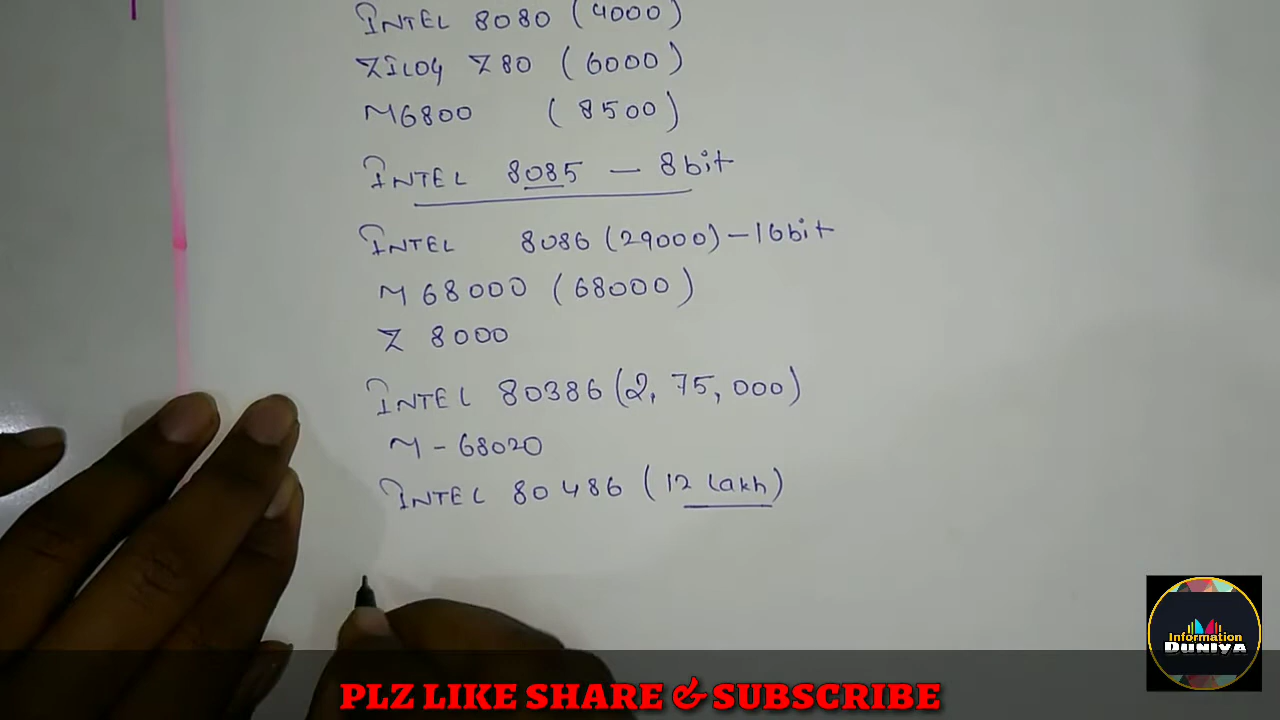 INTEL 8080 (4000)
ZILOG Z80 (6000)
M6800 (8500)
INTEL 8085 - 8bit
INTEL 8086 (29000) - 16bit
M 68000 (68000)
Z 8000
INTEL 80386 (2,75,000)
M - 68020
INTEL 80486 (12 lakh)
Information
DUNIYA
PLZ LIKE SHARE & SUBSCRIBE